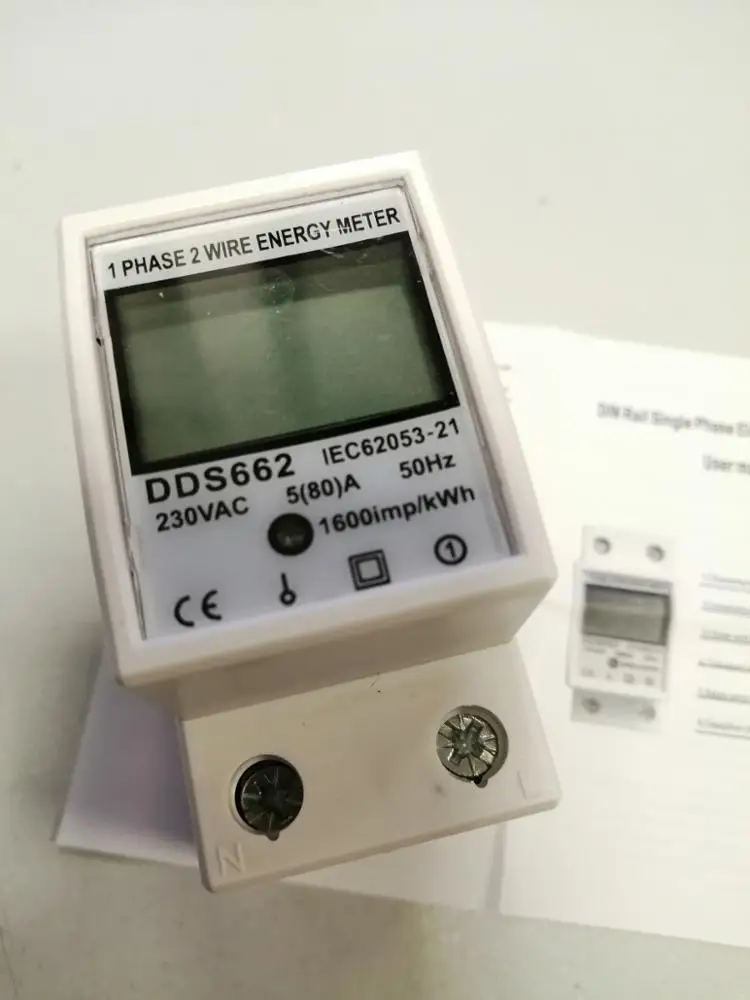 1 PHASE 2 WIRE ENERGY METER
DDS662 IEC62053-21
230VAC 5(80)A 50Hz
1600imp/kWh
CE 1
N L
DIN Rail Single Phase
User